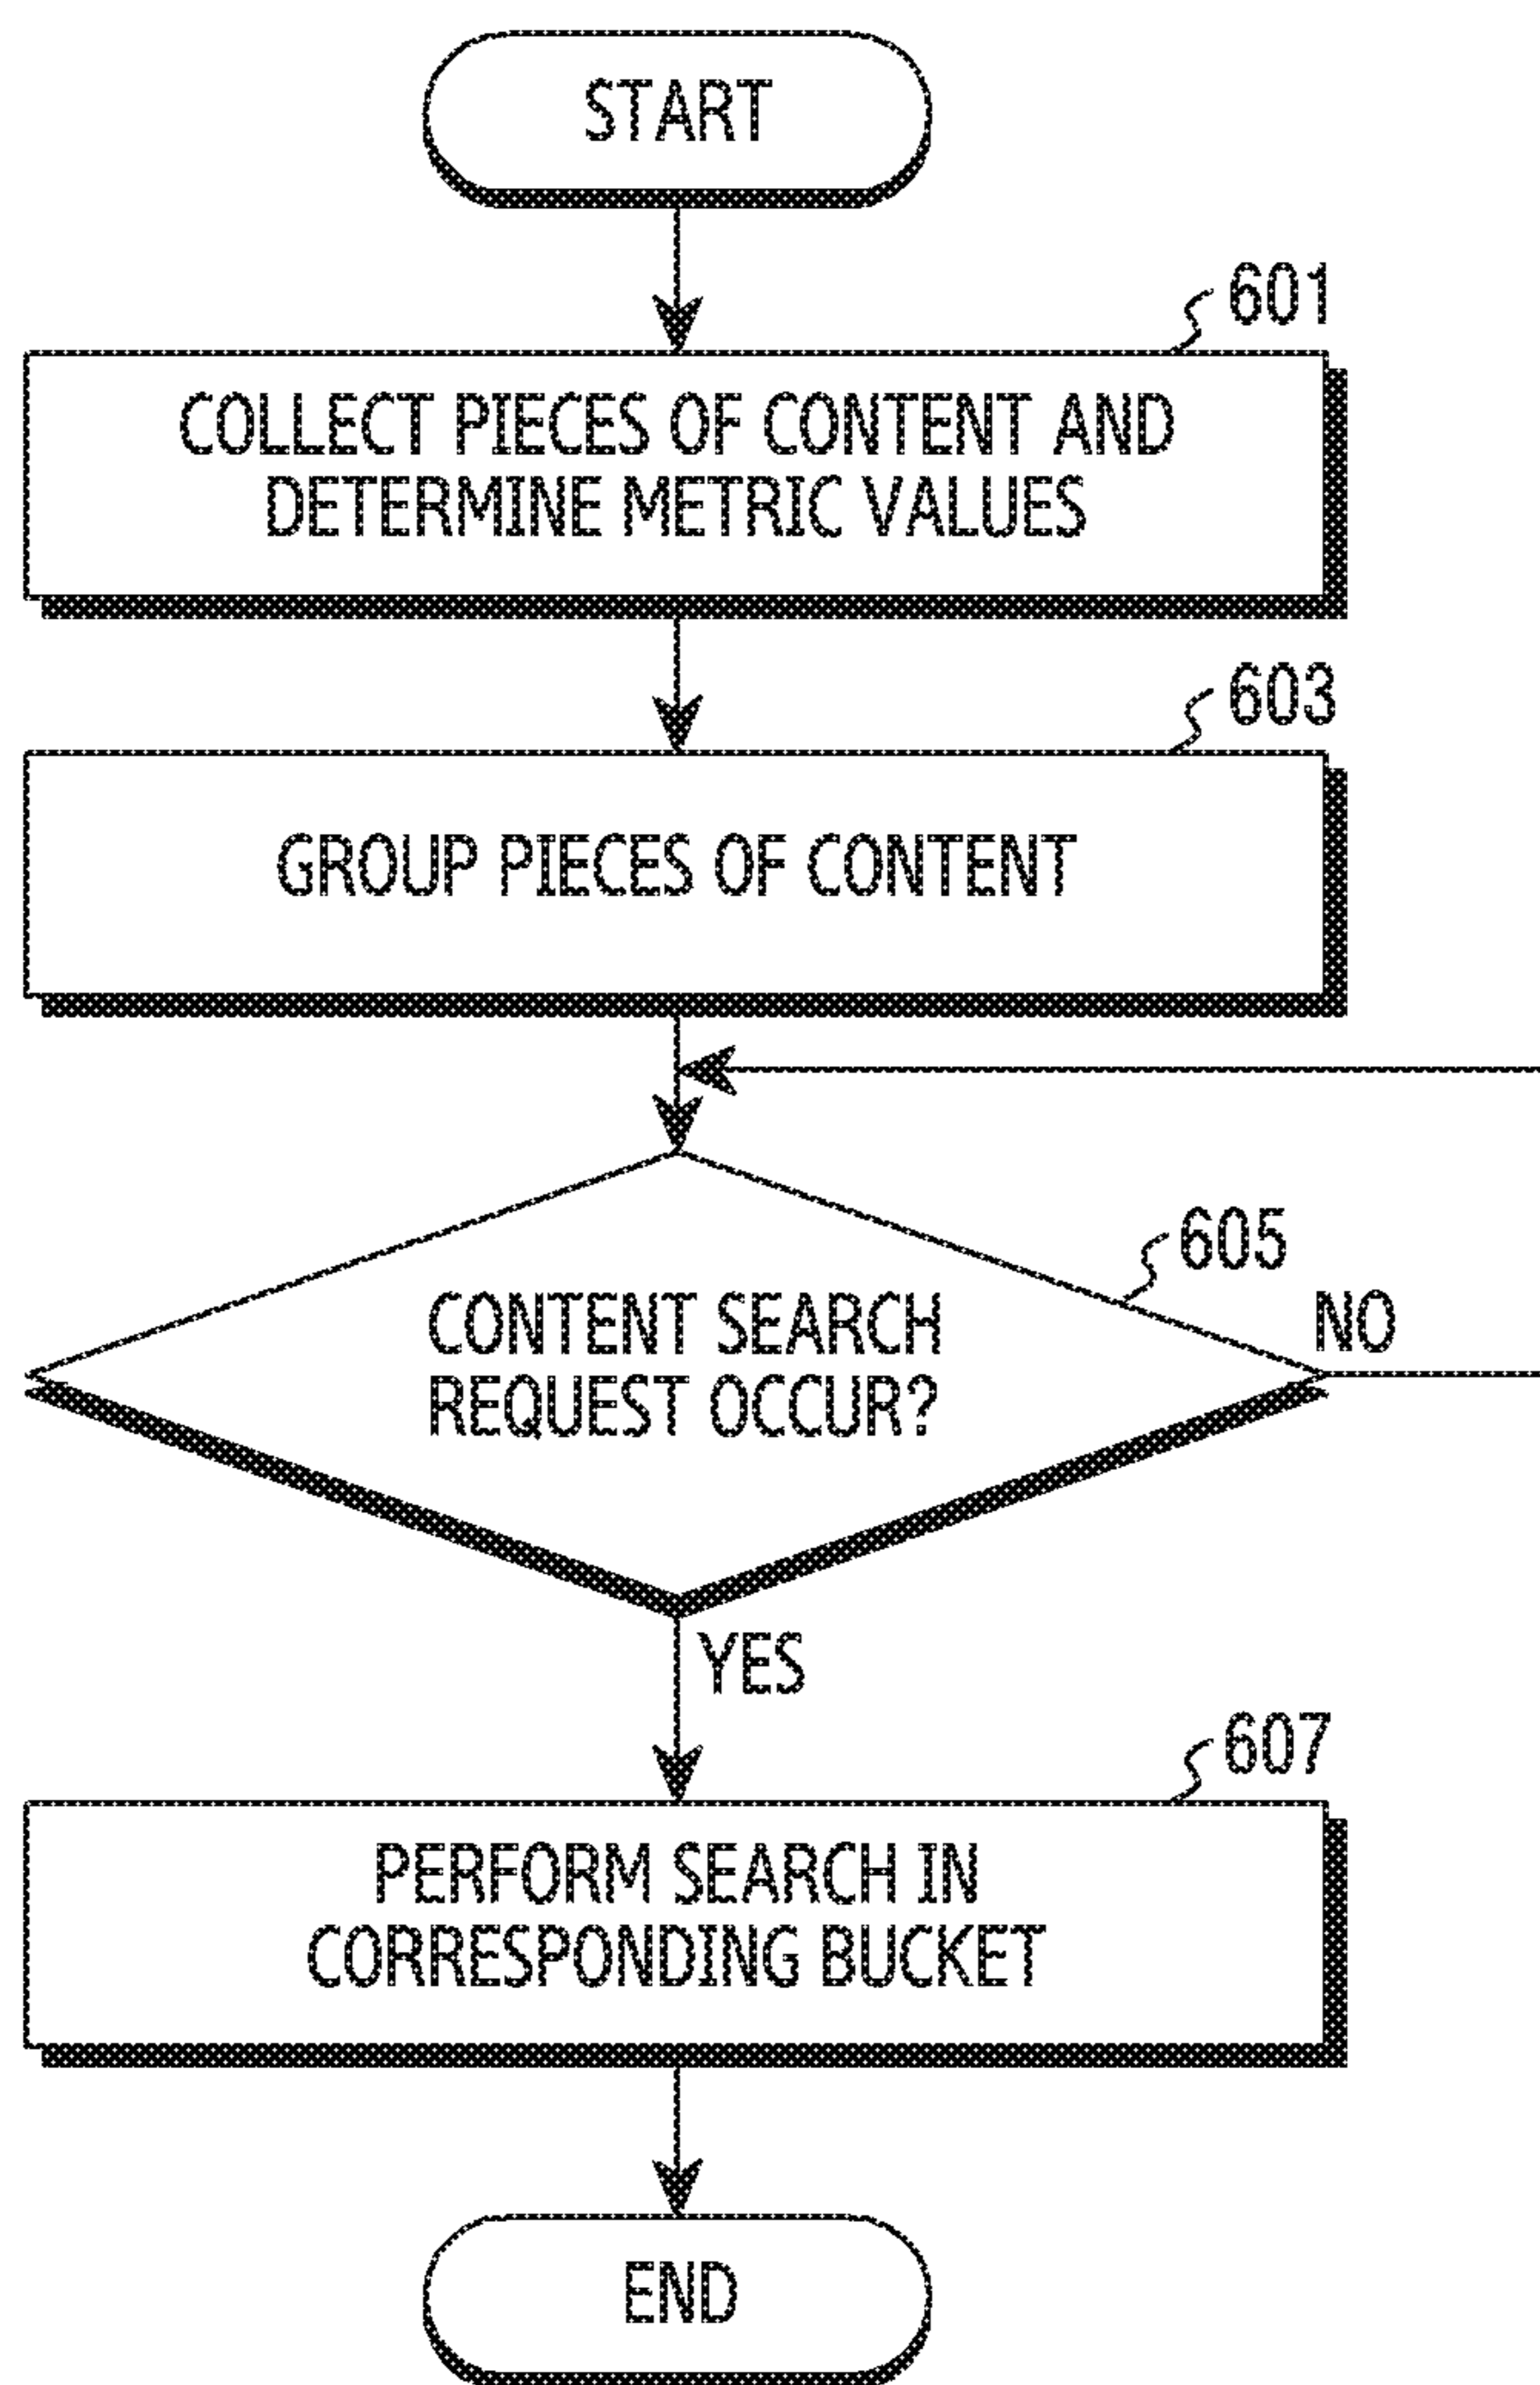 START
601
COLLECT PIECES OF CONTENT AND
DETERMINE METRIC VALUES
603
GROUP PIECES OF CONTENT
605
NO
CONTENT SEARCH
REQUEST OCCUR?
YES
607
PERFORM SEARCH IN
CORRESPONDING BUCKET
END